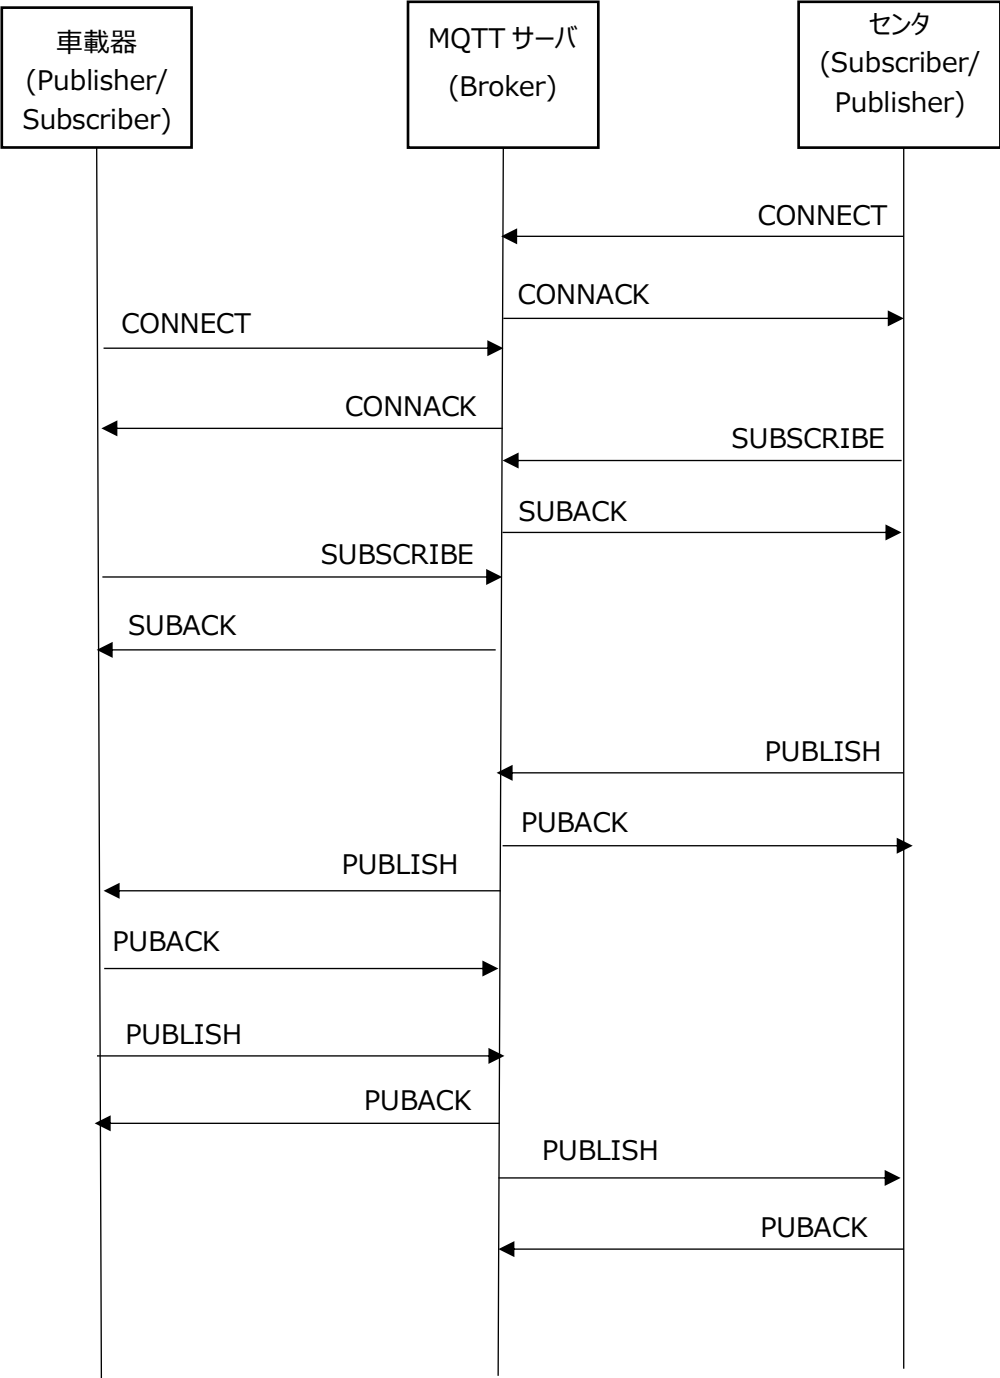 車載器
(Publisher/
Subscriber)
MQTT サーバ
(Broker)
センタ
(Subscriber/
Publisher)
CONNECT
CONNACK
CONNECT
CONNACK
SUBSCRIBE
SUBACK
SUBSCRIBE
SUBACK
PUBLISH
PUBACK
PUBLISH
PUBACK
PUBLISH
PUBACK
PUBLISH
PUBACK